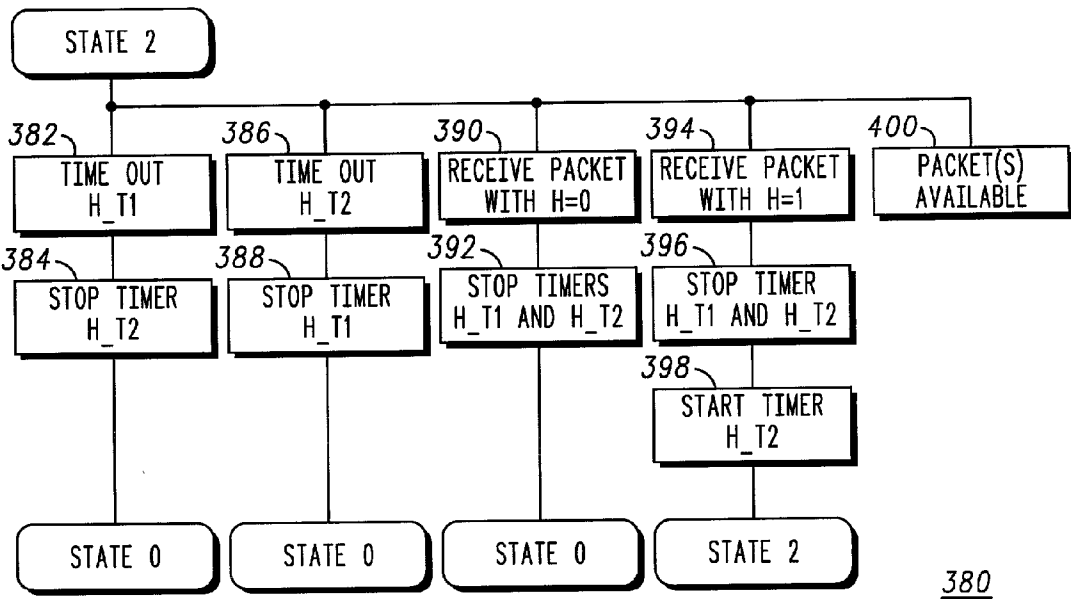 STATE 2
382
TIME OUT
H_T1
386
TIME OUT
H_T2
390
RECEIVE PACKET
WITH H=0
394
RECEIVE PACKET
WITH H=1
400
PACKET(S)
AVAILABLE
384
STOP TIMER
H_T2
388
STOP TIMER
H_T1
392
STOP TIMERS
H_T1 AND H_T2
396
STOP TIMER
H_T1 AND H_T2
398
START TIMER
H_T2
STATE 0
STATE 0
STATE 0
STATE 2
380